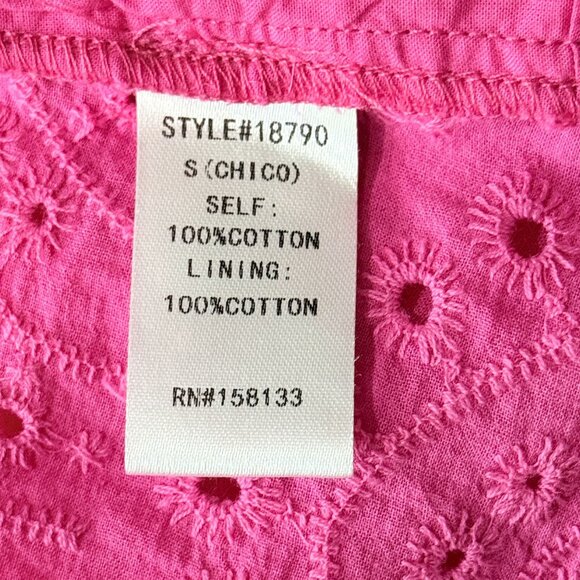 STYLE#18790
S(CHICO)
SELF:
100%COTTON
LINING:
100%COTTON
RN#158133